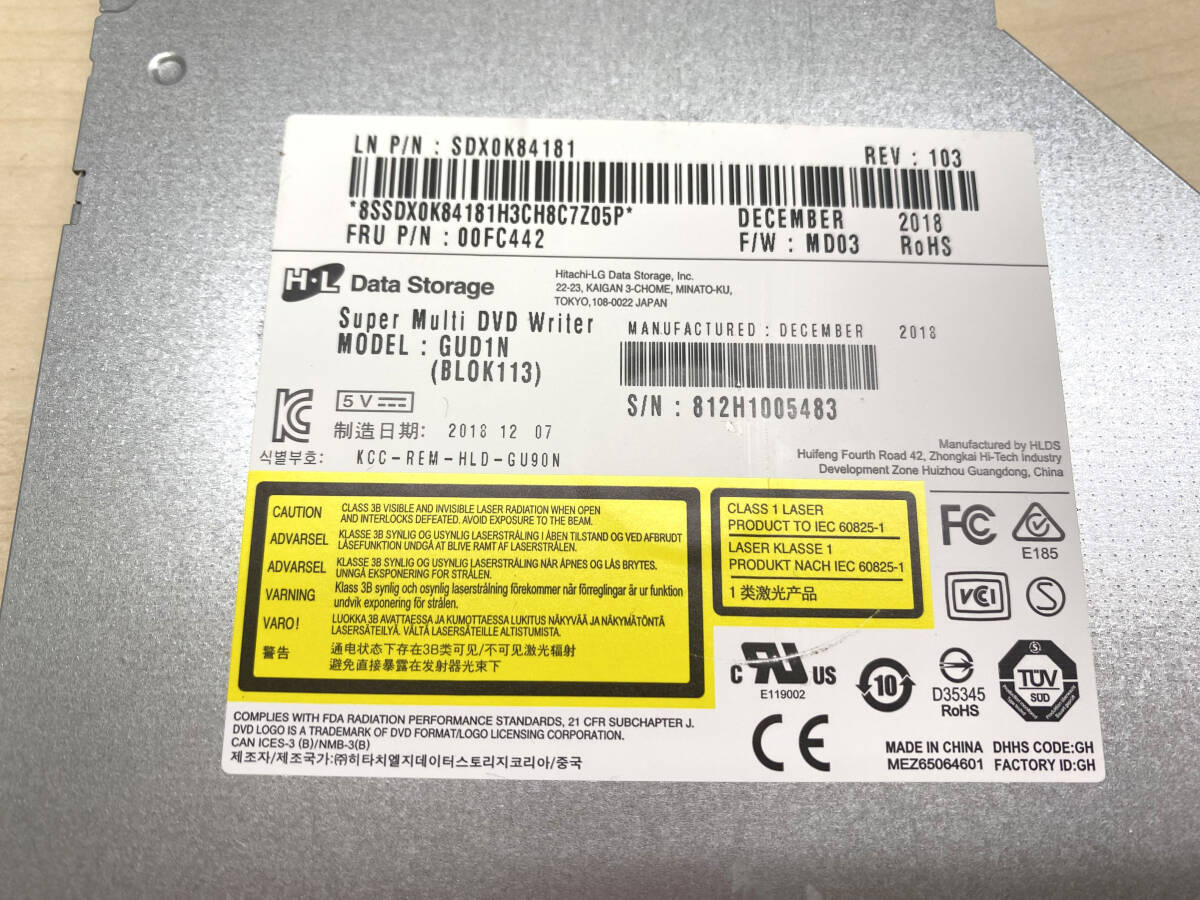 LN P/N : SDX0K84181
REV : 103
*8SSDX0K84181H3CH8C7Z05P*
DECEMBER 2018
FRU P/N : 00FC442
F/W : MD03 RoHS
H·L Data Storage
Hitachi-LG Data Storage, Inc.
22-23, KAIGAN 3-CHOME, MINATO-KU,
TOKYO,108-0022 JAPAN
Super Multi DVD Writer
MODEL : GUD1N
(BLOK113)
MANUFACTURED : DECEMBER 2018
S/N : 812H1005483
5 V
制造日期: 2018 12 07
식별부호: KCC-REM-HLD-GU90N
Manufactured by HLDS
Huifeng Fourth Road 42, Zhongkai Hi-Tech Industry
Development Zone Huizhou Guangdong, China
CAUTION CLASS 3B VISIBLE AND INVISIBLE LASER RADIATION WHEN OPEN
AND INTERLOCKS DEFEATED. AVOID EXPOSURE TO THE BEAM.
ADVARSEL KLASSE 3B SYNLIG OG USYNLIG LASERSTRÅLING I ÅBEN TILSTAND OG VED AFBRUDT
LÅSEFUNKTION UNDGÅ AT BLIVE RAMT AF LASERSTRÅLEN.
ADVARSEL KLASSE 3B SYNLIG OG USYNLIG LASERSTRÅLING NÅR ÅPNES OG LÅS BRYTES.
UNNGÅ EKSPONERING FOR STRÅLEN.
VARNING Klass 3B synlig och osynlig laserstrålning förekommer när förreglingar är ur funktion
undvik exponering för strålen.
VARO! LUOKKA 3B AVATTAESSA JA KUMOTTAESSA LUKITUS NÄKYVÄÄ JA NÄKYMÄTÖNTÄ
LASERSÄTEILYÄ. VÄLTÄ LASERSÄTEILLE ALTISTUMISTA.
警告 通电状态下存在3B类可见/不可见激光辐射
避免直接暴露在发射器光束下
CLASS 1 LASER
PRODUCT TO IEC 60825-1
LASER KLASSE 1
PRODUKT NACH IEC 60825-1
1 类激光产品
FC
E185
VCI
S
C RU US
E119002
10
D35345
RoHS
TÜV
SÜD
CE
COMPLIES WITH FDA RADIATION PERFORMANCE STANDARDS, 21 CFR SUBCHAPTER J.
DVD LOGO IS A TRADEMARK OF DVD FORMAT/LOGO LICENSING CORPORATION.
CAN ICES-3 (B)/NMB-3(B)
제조자/제조국가:㈜히타치엘지데이터스토리지코리아/중국
MADE IN CHINA DHHS CODE:GH
MEZ65064601 FACTORY ID:GH